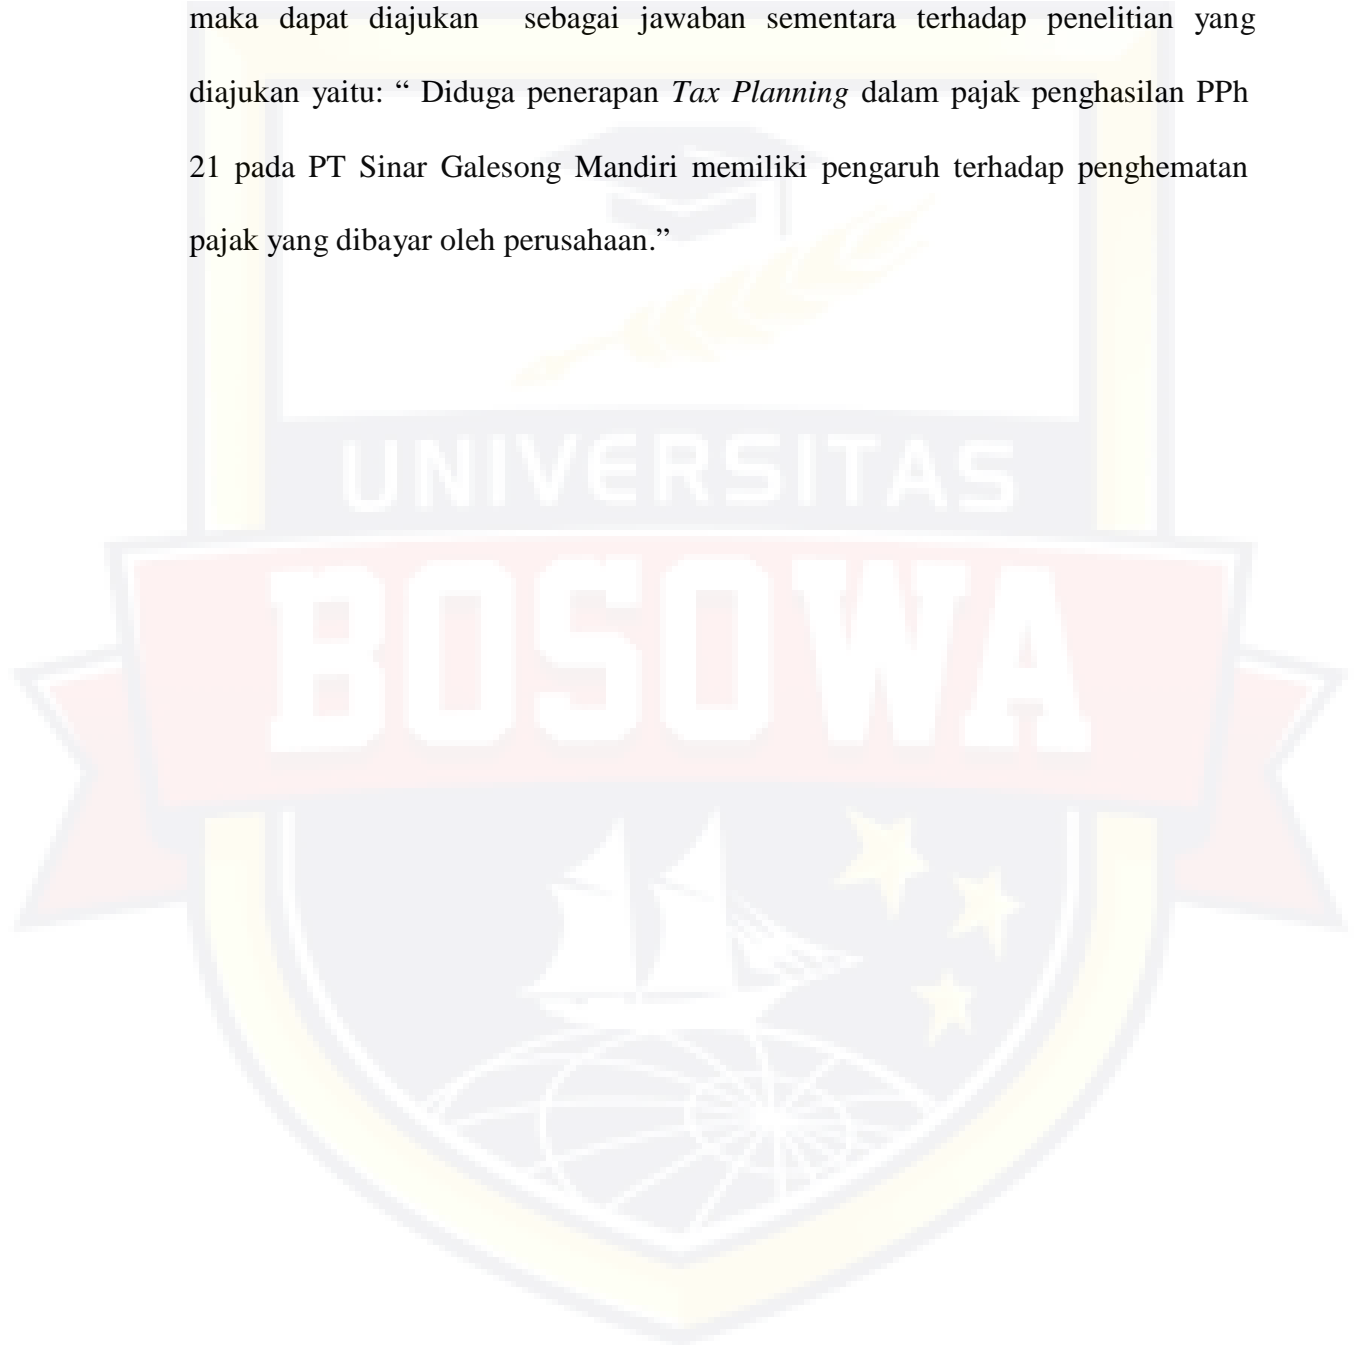 maka dapat diajukan sebagai jawaban sementara terhadap penelitian yang
diajukan yaitu: “ Diduga penerapan Tax Planning dalam pajak penghasilan PPh
21 pada PT Sinar Galesong Mandiri memiliki pengaruh terhadap penghematan
pajak yang dibayar oleh perusahaan.”
UNIVERSITAS
BOSOWA